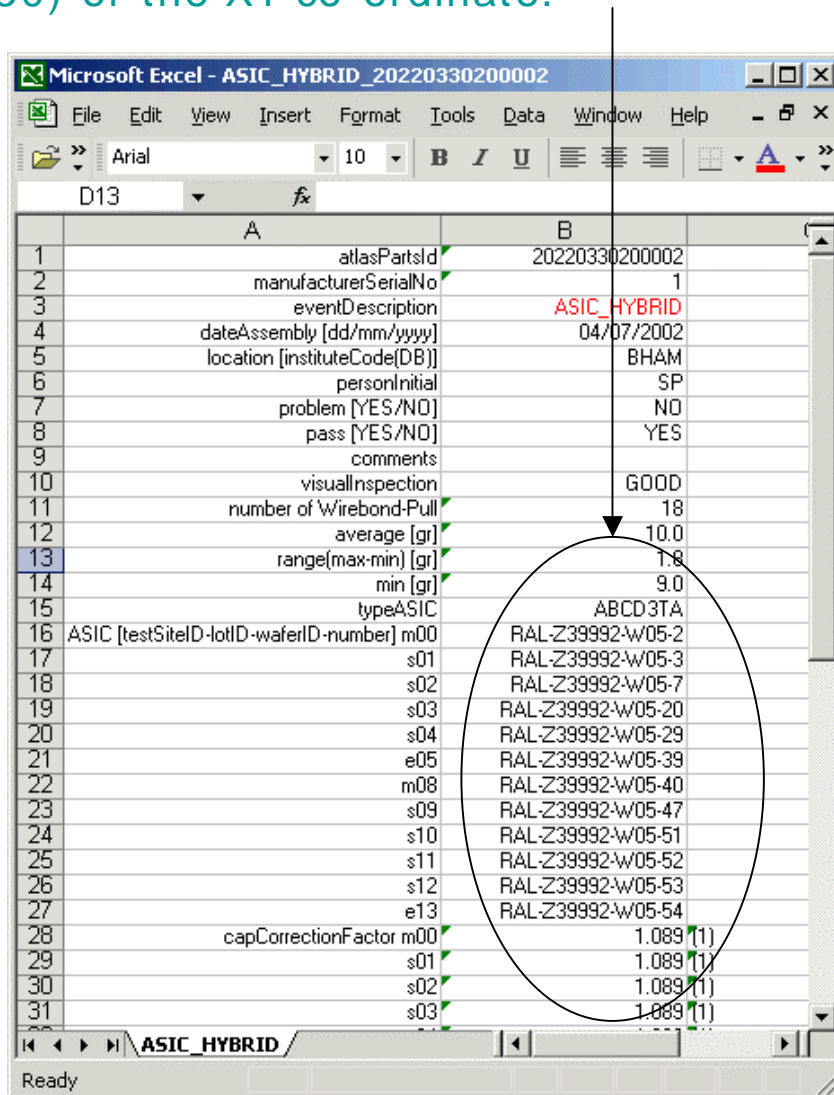 of the XY co-ordinate.
Microsoft Excel - ASIC_HYBRID_20220330200002
File Edit View Insert Format Tools Data Window Help
Arial 10 B I U A
D13 fx
A B
1 atlasPartsId 20220330200002
2 manufacturerSerialNo 1
3 eventDescription ASIC_HYBRID
4 dateAssembly [dd/mm/yyyy] 04/07/2002
5 location [instituteCode(DB)] BHAM
6 personInitial SP
7 problem [YES/NO] NO
8 pass [YES/NO] YES
9 comments
10 visualInspection GOOD
11 number of Wirebond-Pull 18
12 average [gr] 10.0
13 range(max-min) [gr] 1.8
14 min [gr] 9.0
15 typeASIC ABCD3TA
16 ASIC [testSiteID-lotID-waferID-number] m00 RAL-Z39992-W05-2
17 s01 RAL-Z39992-W05-3
18 s02 RAL-Z39992-W05-7
19 s03 RAL-Z39992-W05-20
20 s04 RAL-Z39992-W05-29
21 e05 RAL-Z39992-W05-39
22 m08 RAL-Z39992-W05-40
23 s09 RAL-Z39992-W05-47
24 s10 RAL-Z39992-W05-51
25 s11 RAL-Z39992-W05-52
26 s12 RAL-Z39992-W05-53
27 e13 RAL-Z39992-W05-54
28 capCorrectionFactor m00 1.089 (1)
29 s01 1.089 (1)
30 s02 1.089 (1)
31 s03 1.089 (1)
ASIC_HYBRID
Ready